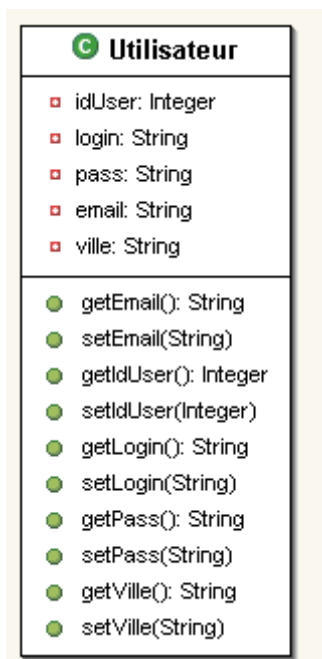 C Utilisateur
idUser: Integer
login: String
pass: String
email: String
ville: String
getEmail(): String
setEmail(String)
getIdUser(): Integer
setIdUser(Integer)
getLogin(): String
setLogin(String)
getPass(): String
setPass(String)
getVille(): String
setVille(String)